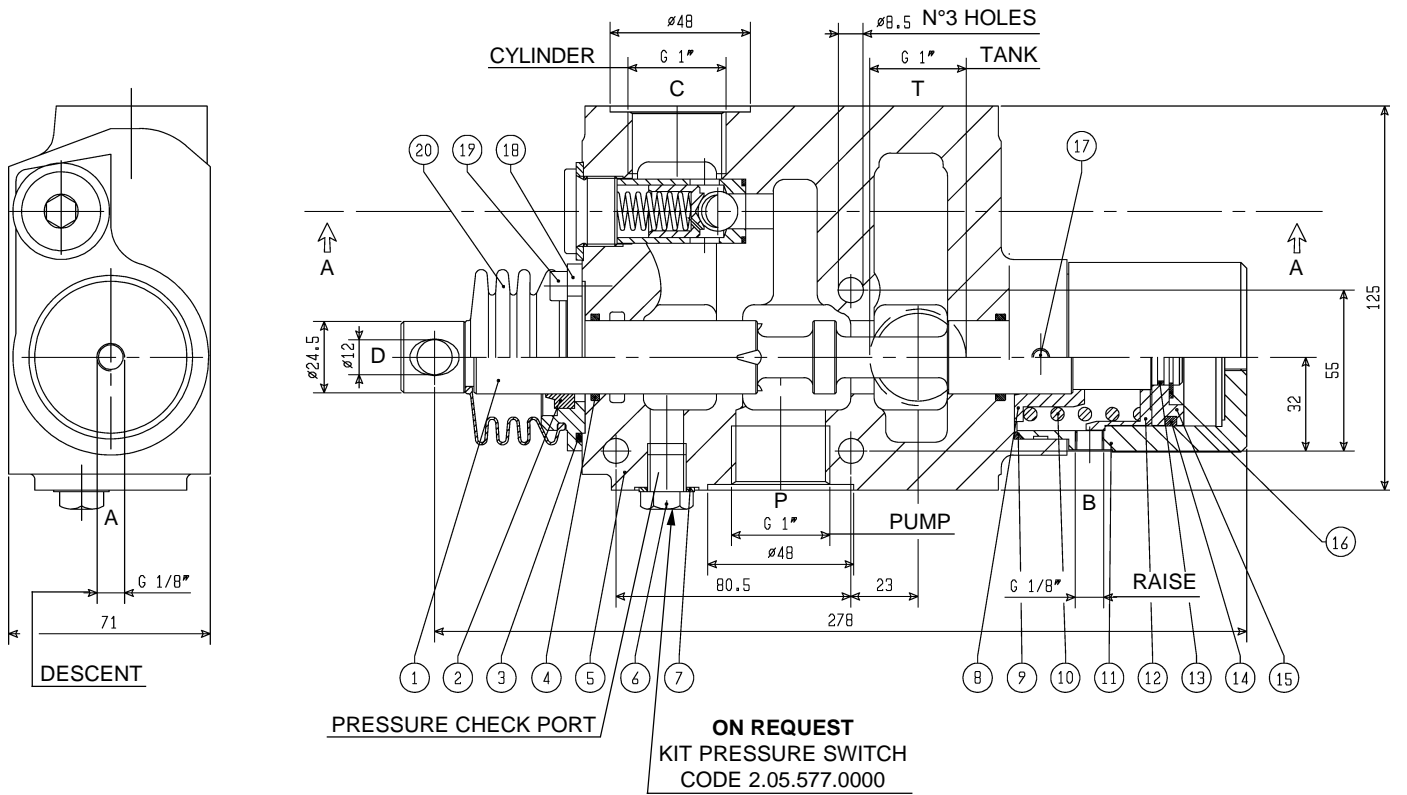 ø48
ø8.5 N°3 HOLES
CYLINDER
G 1"
G 1"
TANK
C
T
20
19
18
17
A
A
125
55
32
ø24.5
ø12
D
A
G 1/8"
71
DESCENT
P
G 1"
PUMP
ø48
B
G 1/8"
RAISE
16
80.5
23
278
1
2
3
4
5
6
7
8
9
10
11
12
13
14
15
PRESSURE CHECK PORT
ON REQUEST
KIT PRESSURE SWITCH
CODE 2.05.577.0000